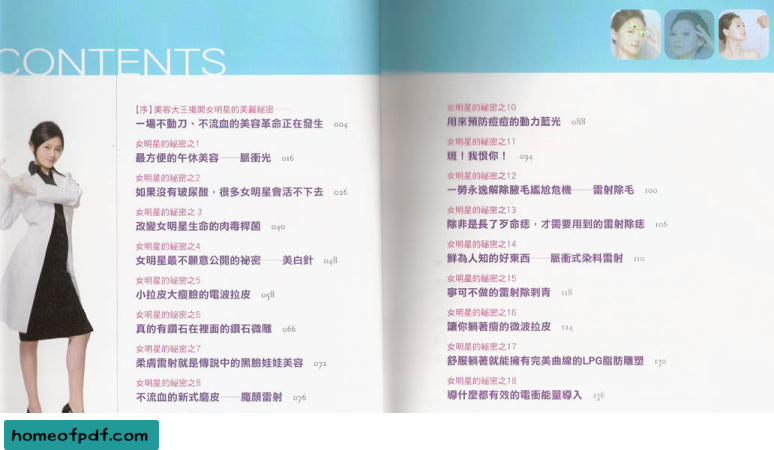 CONTENTS
【序】美容大王揭開女明星的美麗秘密——
一場不動刀、不流血的美容革命正在發生 004
女明星的祕密之1
最方便的午休美容——脈衝光 016
女明星的祕密之2
如果沒有玻尿酸，很多女明星會活不下去 026
女明星的祕密之3
改變女明星生命的肉毒桿菌 040
女明星的祕密之4
女明星最不願意公開的祕密——美白針 048
女明星的祕密之5
小拉皮大瘦臉的電波拉皮 058
女明星的祕密之6
真的有鑽石在裡面的鑽石微雕 066
女明星的祕密之7
柔膚雷射就是傳説中的黑臉娃娃美容 072
女明星的祕密之8
不流血的新式磨皮——魔顏雷射 076
女明星的祕密之10
用來預防痘痘的動力藍光 088
女明星的祕密之11
斑！我恨你！ 094
女明星的祕密之12
一勞永逸解除腋毛尷尬危機——雷射除毛 100
女明星的祕密之13
除非是長了歹命痣，才需要用到的雷射除痣 106
女明星的祕密之14
鮮為人知的好東西——脈衝式染料雷射 110
女明星的祕密之15
寧可不做的雷射除刺青 118
女明星的祕密之16
讓你躺著瘦的微波拉皮 124
女明星的祕密之17
舒服躺著就能擁有完美曲線的LPG脂肪雕塑 130
女明星的祕密之18
導什麼都有效的電衝能量導入 136
homeofpdf.com